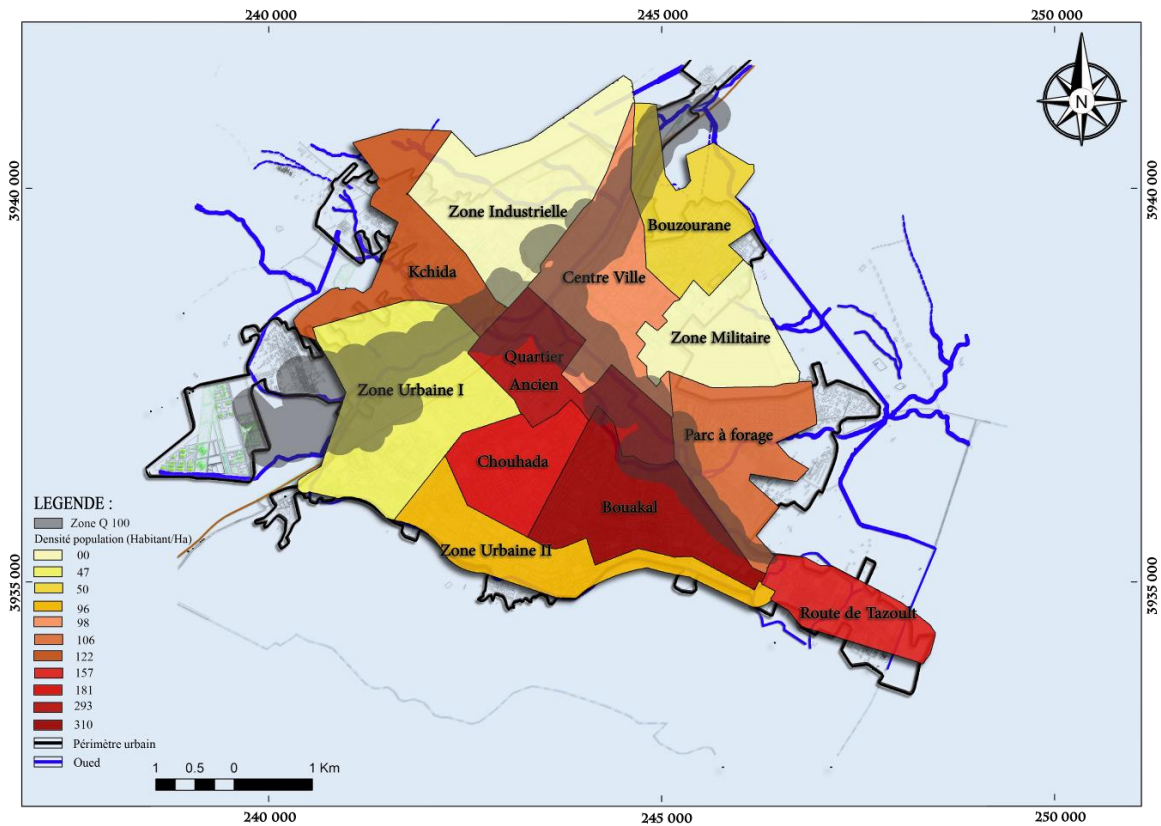 240 000
245 000
250 000
N
3940 000
3940 000
Zone Industrielle
Bouzourane
Kchida
Centre Ville
Zone Militaire
Quartier
Ancien
Zone Urbaine I
Parc à forage
Chouhada
Bouakal
Zone Urbaine II
3935 000
3935 000
Route de Tazoult
LEGENDE :
Zone Q 100
Densité population (Habitant/Ha)
00
47
50
96
98
106
122
157
181
293
310
Périmètre urbain
Oued
1 0.5 0 1 Km
240 000
245 000
250 000